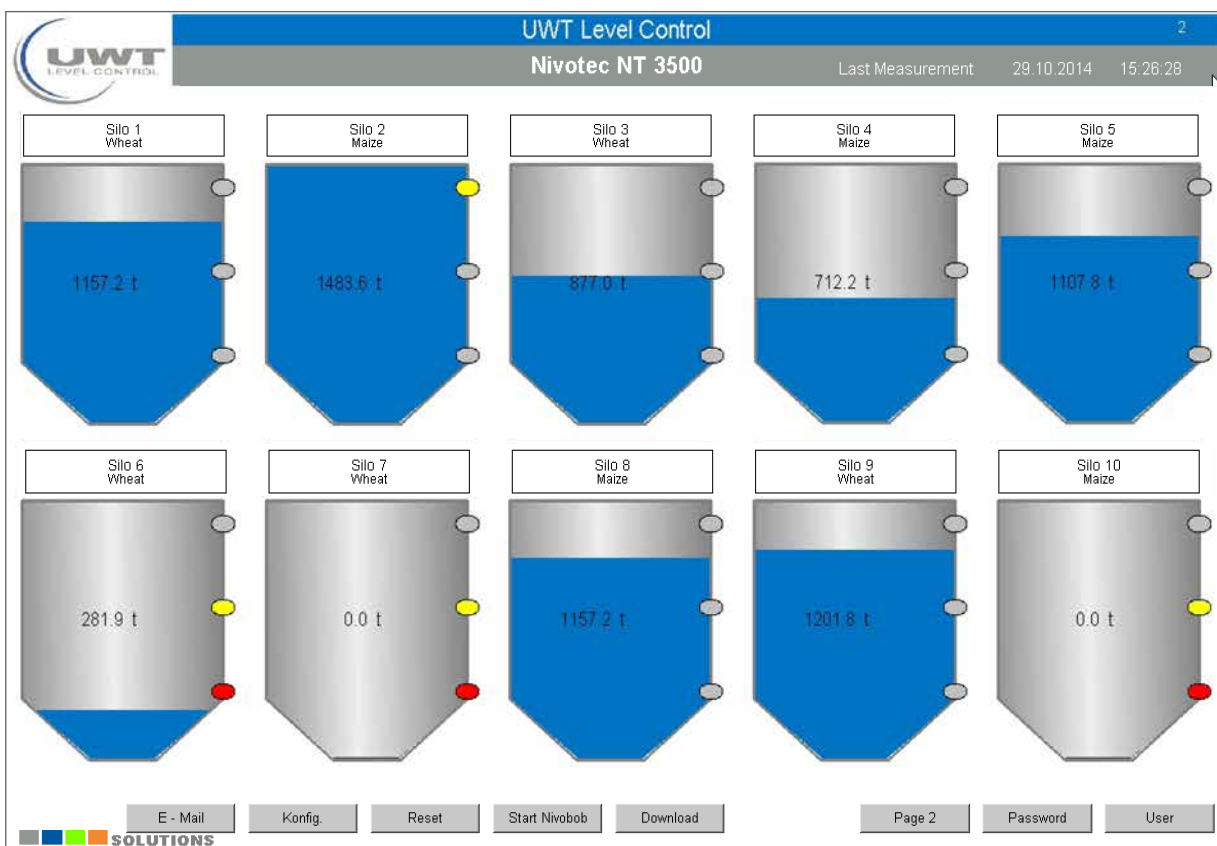 UWT Level Control
2
UWT
LEVEL CONTROL
Nivotec NT 3500
Last Measurement 29.10.2014 15:26:28
Silo 1
Wheat
Silo 2
Maize
Silo 3
Wheat
Silo 4
Maize
Silo 5
Maize
1157.2 t
1483.6 t
877.0 t
712.2 t
1107.8 t
Silo 6
Wheat
Silo 7
Wheat
Silo 8
Maize
Silo 9
Wheat
Silo 10
Maize
281.9 t
0.0 t
1157.2 t
1201.8 t
0.0 t
E - Mail
Konfig.
Reset
Start Nivobob
Download
Page 2
Password
User
SOLUTIONS